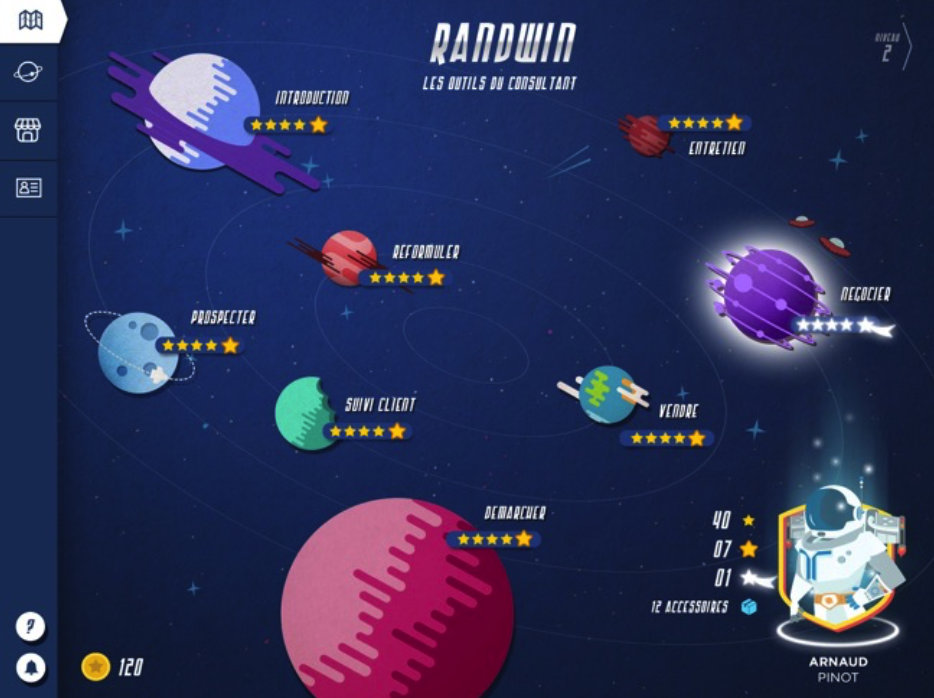 RANDWIN
LES OUTILS DU CONSULTANT
NIVEAU
2
INTRODUCTION
ENTRETIEN
REFORMULER
NEGOCIER
PROSPECTER
SUIVI CLIENT
VENDRE
DEMARCHER
40
07
01
12 ACCESSOIRES
ARNAUD
PINOT
?
120